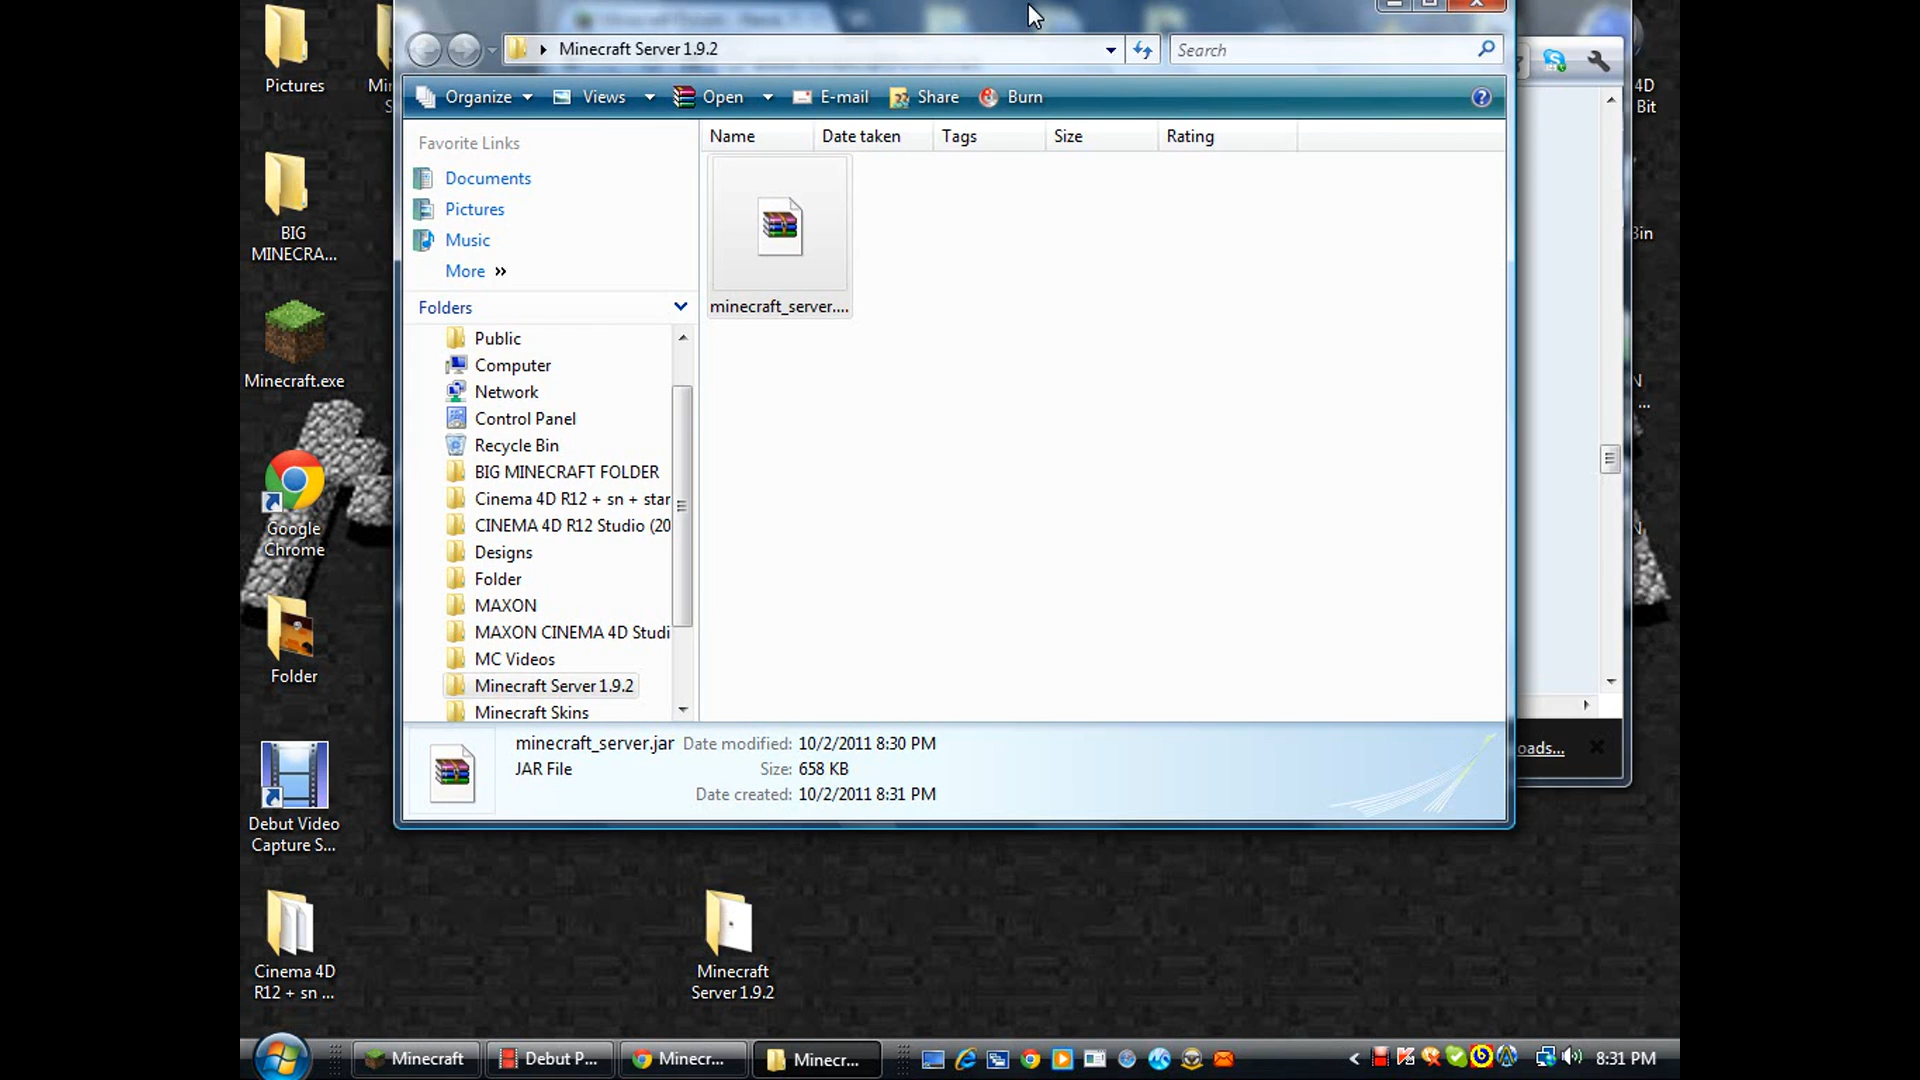 Pictures
BIG
MINECRA...
Minecraft.exe
Google
Chrome
Folder
Debut Video
Capture S...
Cinema 4D
R12 + sn ...
Minecraft Server 1.9.2
Search
Organize
Views
Open
E-mail
Share
Burn
Favorite Links
Documents
Pictures
Music
More »
Folders
Public
Computer
Network
Control Panel
Recycle Bin
BIG MINECRAFT FOLDER
Cinema 4D R12 + sn + star
CINEMA 4D R12 Studio (20
Designs
Folder
MAXON
MAXON CINEMA 4D Studi
MC Videos
Minecraft Server 1.9.2
Minecraft Skins
Name Date taken Tags Size Rating
minecraft_server....
minecraft_server.jar Date modified: 10/2/2011 8:30 PM
JAR File Size: 658 KB
Date created: 10/2/2011 8:31 PM
4D
Bit
oads...
Minecraft
Server 1.9.2
Minecraft
Debut P...
Minecr...
Minecr...
8:31 PM